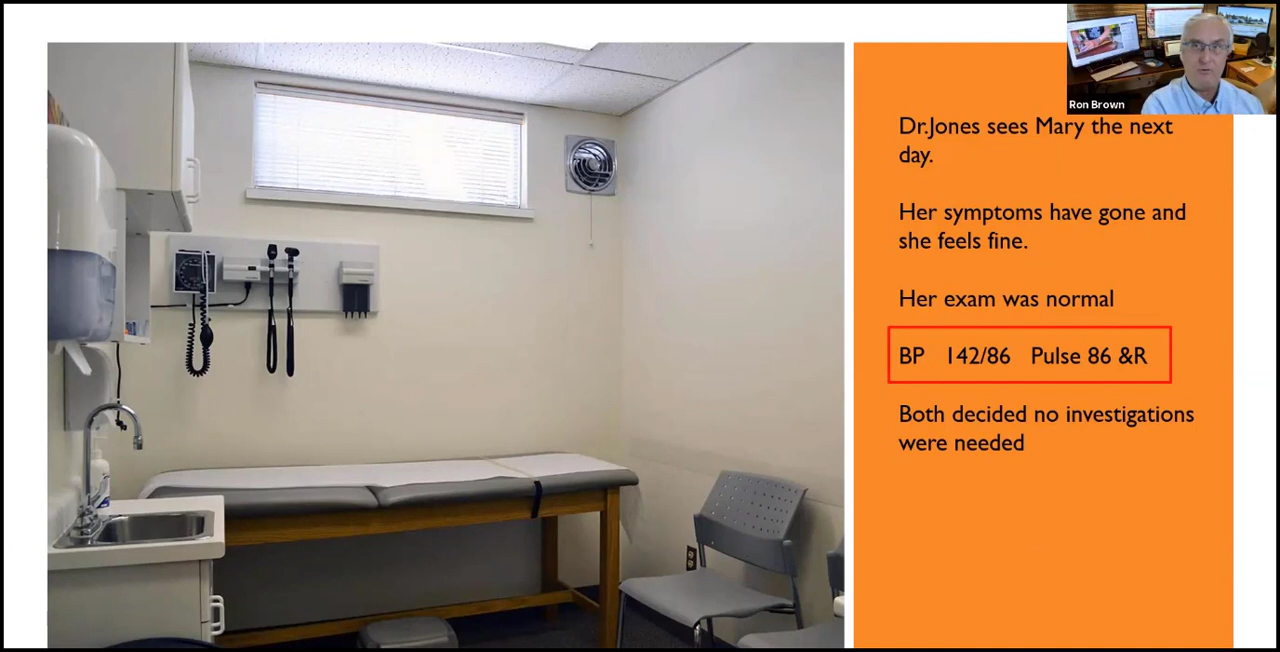 Ron Brown
Dr.Jones sees Mary the next
day.
Her symptoms have gone and
she feels fine.
Her exam was normal
BP 142/86 Pulse 86 &R
Both decided no investigations
were needed